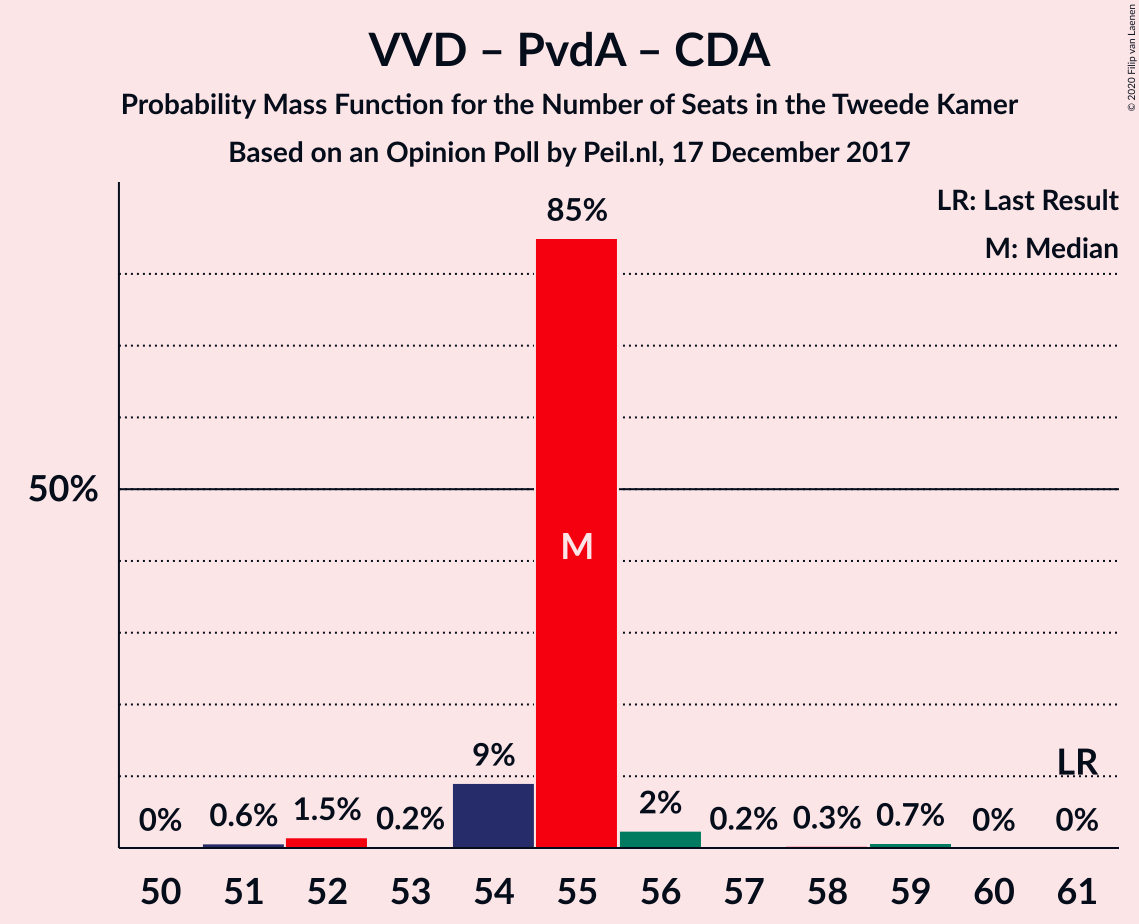 VVD – PvdA – CDA
Probability Mass Function for the Number of Seats in the Tweede Kamer
Based on an Opinion Poll by Peil.nl, 17 December 2017
© 2020 Filip van Laenen
LR: Last Result
M: Median
85%
50%
M
9%
LR
0% 0.6% 1.5% 0.2% 2% 0.2% 0.3% 0.7% 0% 0%
50 51 52 53 54 55 56 57 58 59 60 61